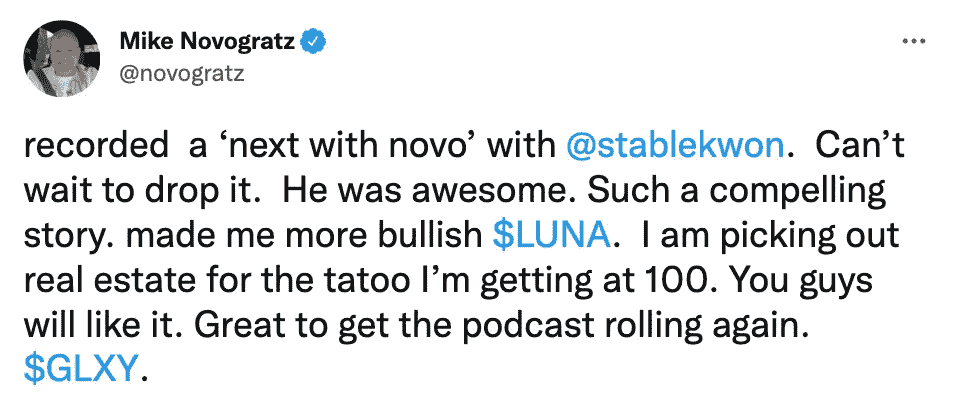 Mike Novogratz
@novogratz
recorded  a ‘next with novo’ with @stablekwon.  Can’t
wait to drop it.  He was awesome. Such a compelling
story. made me more bullish $LUNA.  I am picking out
real estate for the tatoo I’m getting at 100. You guys
will like it. Great to get the podcast rolling again.
$GLXY.